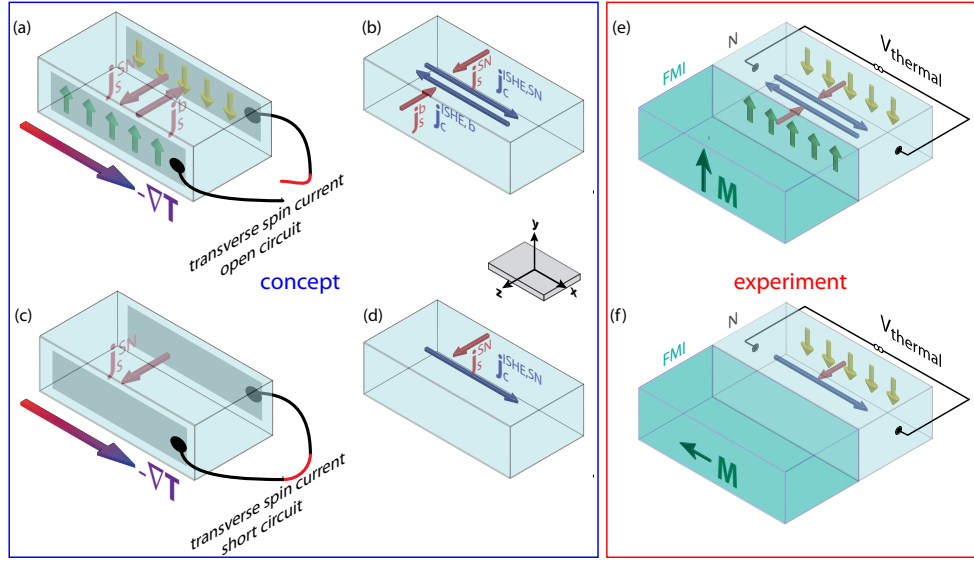 (a)
j_s^SN
j_s^b
-∇T
transverse spin current
open circuit
(b)
j_s^SN
j_c^ISHE,SN
j_s^b
j_c^ISHE,b
(c)
j_s^SN
-∇T
transverse spin current
short circuit
(d)
j_s^SN
j_c^ISHE,SN
concept
y
z
x
(e)
N
FMI
V_thermal
M
experiment
(f)
N
FMI
V_thermal
M